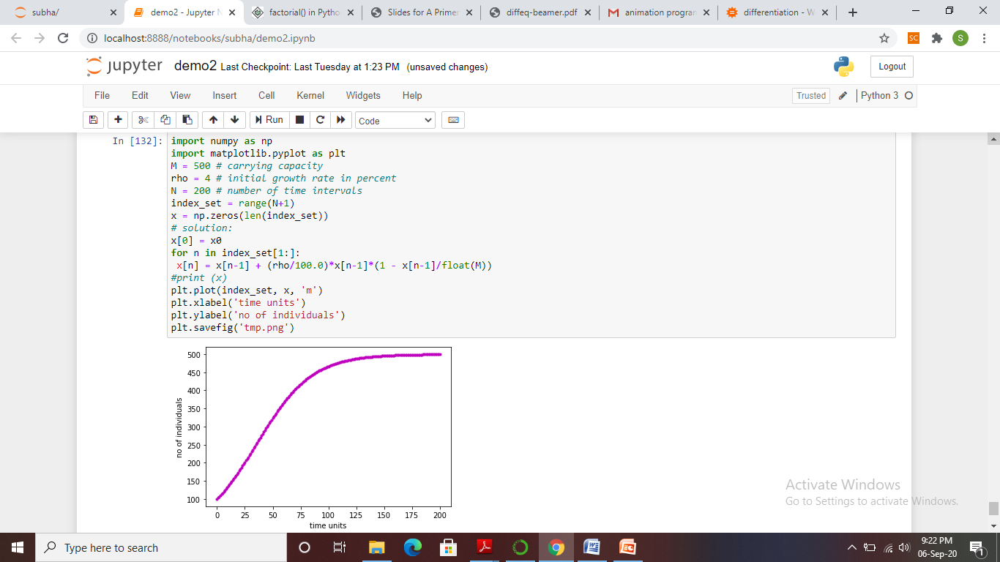 subha/
demo2 - Jupyter N
factorial() in Pytho
Slides for A Primer
diffeq-beamer.pdf
animation progran
differentiation - W
localhost:8888/notebooks/subha/demo2.ipynb
SC
S
jupyter demo2 Last Checkpoint: Last Tuesday at 1:23 PM (unsaved changes)
Logout
File Edit View Insert Cell Kernel Widgets Help
Trusted
Python 3
Run
Code
In [132]:
import numpy as np
import matplotlib.pyplot as plt
M = 500 # carrying capacity
rho = 4 # initial growth rate in percent
N = 200 # number of time intervals
index_set = range(N+1)
x = np.zeros(len(index_set))
# solution:
x[0] = x0
for n in index_set[1:]:
 x[n] = x[n-1] + (rho/100.0)*x[n-1]*(1 - x[n-1]/float(M))
#print (x)
plt.plot(index_set, x, 'm')
plt.xlabel('time units')
plt.ylabel('no of individuals')
plt.savefig('tmp.png')
500
450
400
350
300
250
200
150
100
no of individuals
0 25 50 75 100 125 150 175 200
time units
Activate Windows
Go to Settings to activate Windows.
Type here to search
9:22 PM
06-Sep-20
1